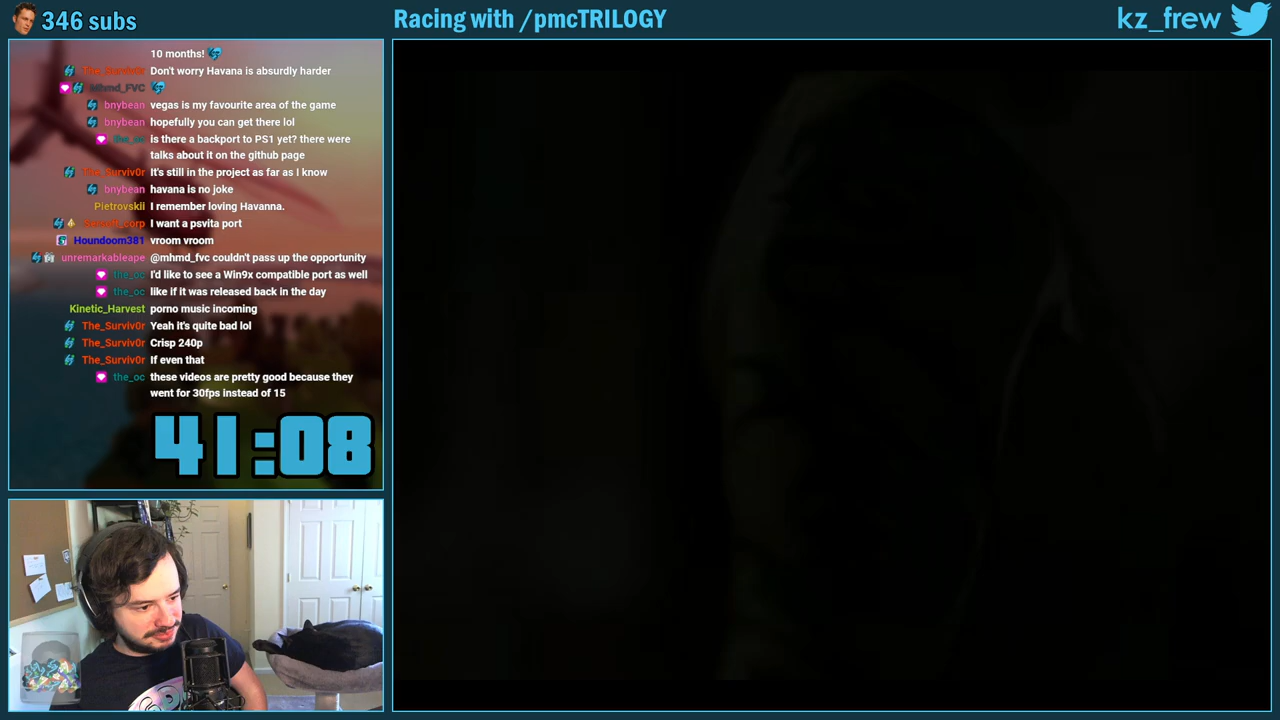 346 subs
Racing with /pmcTRILOGY
kz_frew
10 months!
The_Surviv0r Don't worry Havana is absurdly harder
Mhmd_FVC
bnybean vegas is my favourite area of the game
bnybean hopefully you can get there lol
the_oc is there a backport to PS1 yet? there were
talks about it on the github page
The_Surviv0r It's still in the project as far as I know
bnybean havana is no joke
Pietrovskii I remember loving Havanna.
I want a psvita port
Houndoom381 vroom vroom
unremarkableape @mhmd_fvc couldn't pass up the opportunity
the_oc I'd like to see a Win9x compatible port as well
the_oc like if it was released back in the day
Kinetic_Harvest porno music incoming
The_Surviv0r Yeah it's quite bad lol
The_Surviv0r Crisp 240p
The_Surviv0r If even that
the_oc these videos are pretty good because they
went for 30fps instead of 15
41:08